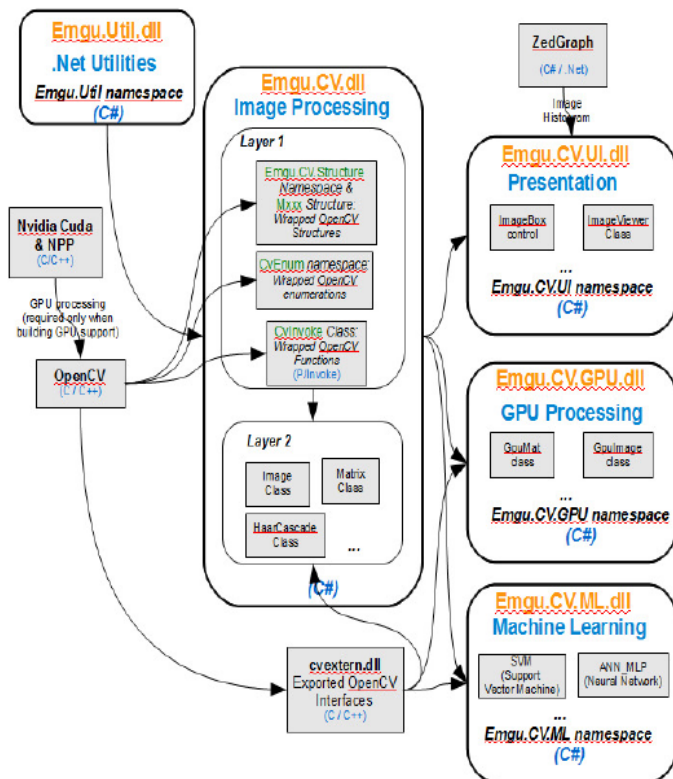 Emgu.Util.dll
.Net Utilities
Emgu.Util namespace
(C#)
Nvidia Cuda
& NPP
(C/C++)
GPU processing
(required only when
building GPU support)
OpenCV
(C / C++)
Emgu.CV.dll
Image Processing
Layer 1
Emgu.CV.Structure
Namespace &
Mxxx Structure:
Wrapped OpenCV
Structures
CvEnum namespace:
Wrapped OpenCV
enumerations
CvInvoke Class:
Wrapped OpenCV
Functions
(P/Invoke)
Layer 2
Image
Class
Matrix
Class
HaarCascade
Class
...
(C#)
cvextern.dll
Exported OpenCV
Interfaces
(C / C++)
ZedGraph
(C# / .Net)
Image
Histogram
Emgu.CV.UI.dll
Presentation
ImageBox
control
ImageViewer
Class
...
Emgu.CV.UI namespace
(C#)
Emgu.CV.GPU.dll
GPU Processing
GpuMat
class
GpuImage
class
...
Emgu.CV.GPU namespace
(C#)
Emgu.CV.ML.dll
Machine Learning
SVM
(Support
Vector Machine)
ANN_MLP
(Neural Network)
...
Emgu.CV.ML namespace
(C#)